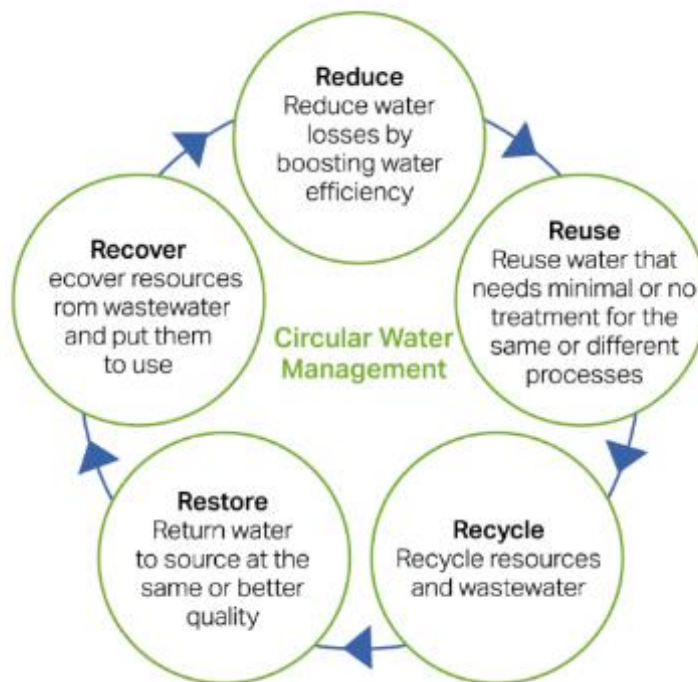 Reduce
Reduce water
losses by
boosting water
efficiency
Reuse
Reuse water that
needs minimal or no
treatment for the
same or different
processes
Recycle
Recycle resources
and wastewater
Restore
Return water
to source at the
same or better
quality
Recover
ecover resources
rom wastewater
and put them
to use
Circular Water
Management